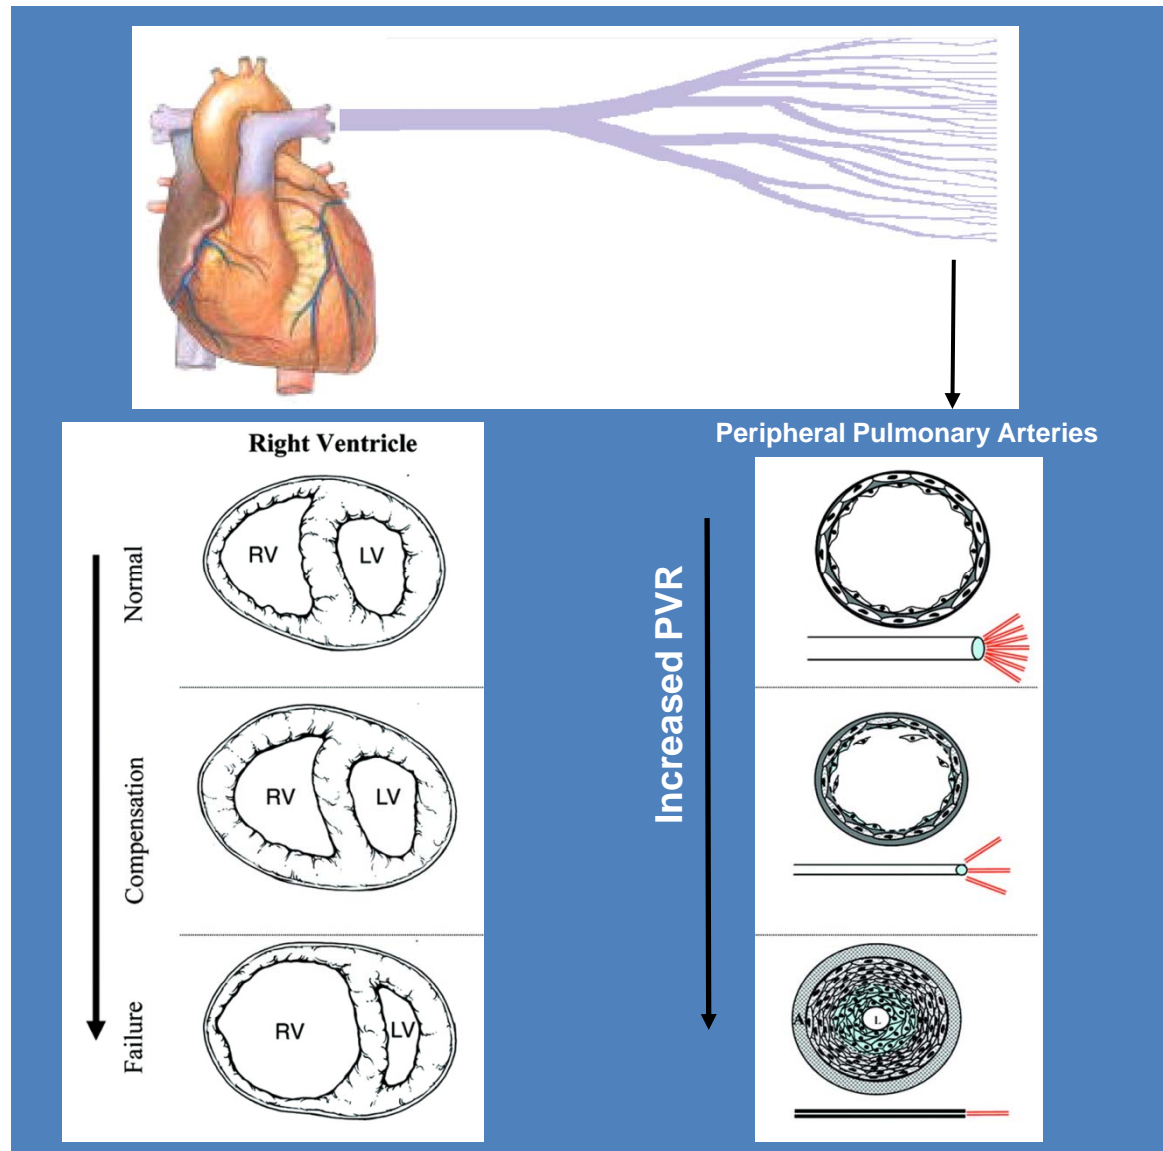 Right Ventricle
Normal
RV
LV
Compensation
RV
LV
Failure
RV
LV
Peripheral Pulmonary Arteries
Increased PVR
A
L